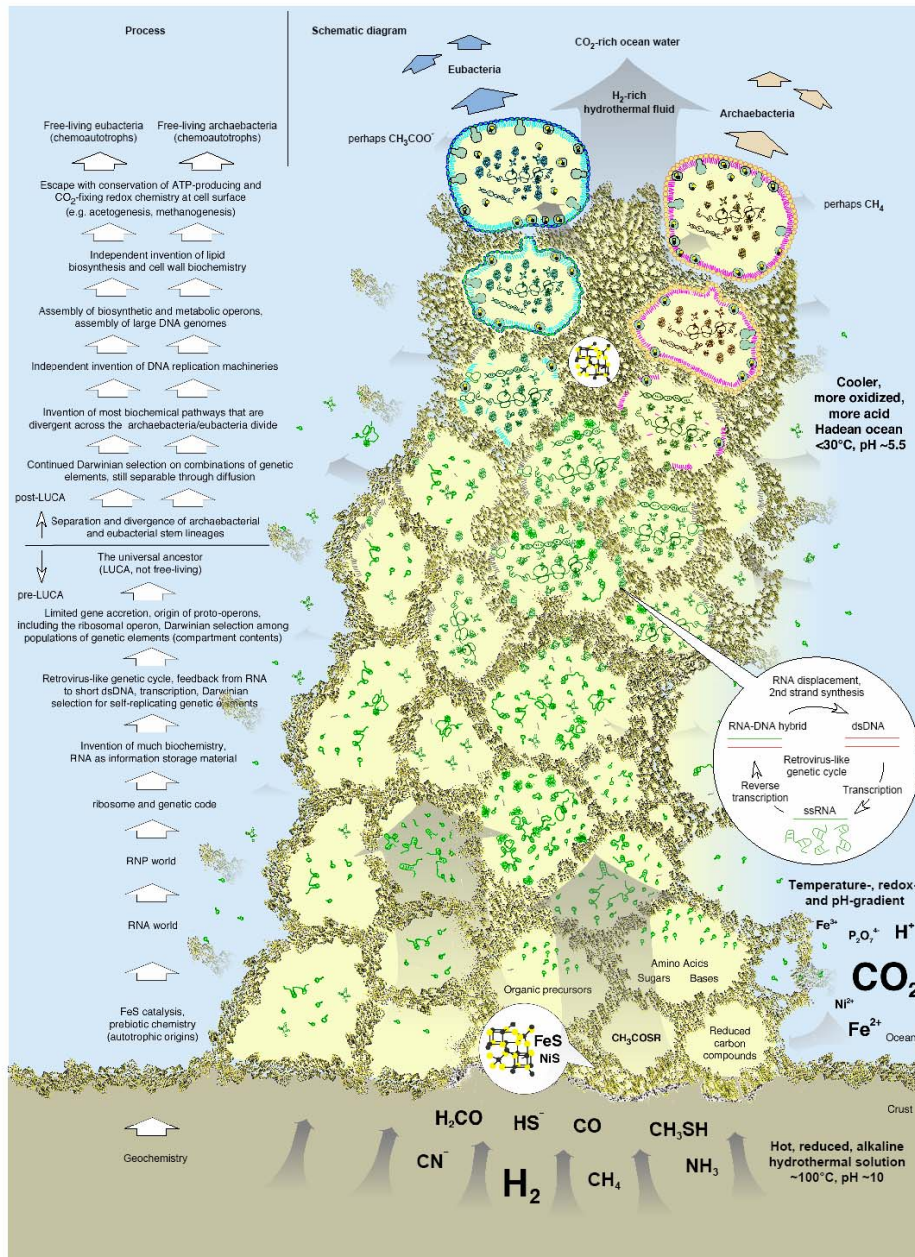 Process
Schematic diagram
CO2-rich ocean water
Eubacteria
H2-rich
hydrothermal fluid
Archaebacteria
perhaps CH3COO-
perhaps CH4
Free-living eubacteria
(chemoautotrophs)
Free-living archaebacteria
(chemoautotrophs)
Escape with conservation of ATP-producing and
CO2-fixing redox chemistry at cell surface
(e.g. acetogenesis, methanogenesis)
Independent invention of lipid
biosynthesis and cell wall biochemistry
Assembly of biosynthetic and metabolic operons,
assembly of large DNA genomes
Independent invention of DNA replication machineries
Invention of most biochemical pathways that are
divergent across the archaebacteria/eubacteria divide
Continued Darwinian selection on combinations of genetic
elements, still separable through diffusion
post-LUCA
Separation and divergence of archaebacterial
and eubacterial stem lineages
The universal ancestor
(LUCA, not free-living)
pre-LUCA
Limited gene accretion, origin of proto-operons,
including the ribosomal operon, Darwinian selection among
populations of genetic elements (compartment contents)
Retrovirus-like genetic cycle, feedback from RNA
to short dsDNA, transcription, Darwinian
selection for self-replicating genetic elements
Invention of much biochemistry,
RNA as information storage material
ribosome and genetic code
RNP world
RNA world
FeS catalysis,
prebiotic chemistry
(autotrophic origins)
Geochemistry
Cooler,
more oxidized,
more acid
Hadean ocean
<30°C, pH ~5.5
RNA displacement,
2nd strand synthesis
RNA-DNA hybrid
dsDNA
Retrovirus-like
genetic cycle
Reverse
transcription
Transcription
ssRNA
Temperature-, redox-
and pH-gradient
Fe3+
P2O7 4-
H+
CO2
Ni2+
Fe2+
Ocean
Amino Acics
Sugars
Bases
Organic precursors
FeS
NiS
CH3COSR
Reduced
carbon
compounds
Crust
H2CO
HS-
CO
CH3SH
CN-
H2
CH4
NH3
Hot, reduced, alkaline
hydrothermal solution
~100°C, pH ~10